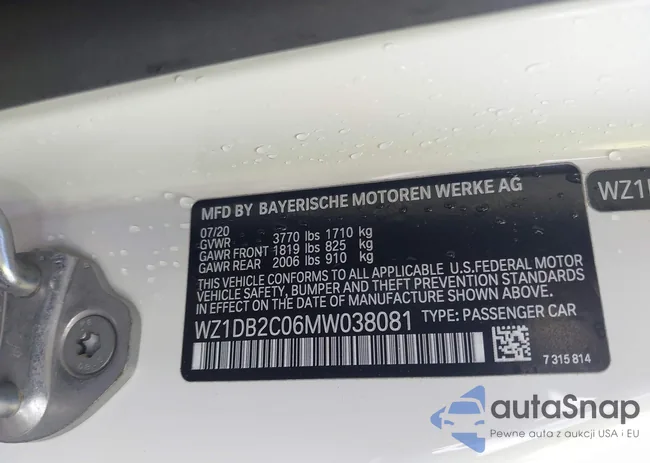 MFD BY BAYERISCHE MOTOREN WERKE AG
07/20
GVWR 3770 lbs 1710 kg
GAWR FRONT 1819 lbs 825 kg
GAWR REAR 2006 lbs 910 kg
THIS VEHICLE CONFORMS TO ALL APPLICABLE U.S.FEDERAL MOTOR
VEHICLE SAFETY, BUMPER AND THEFT PREVENTION STANDARDS
IN EFFECT ON THE DATE OF MANUFACTURE SHOWN ABOVE.
WZ1DB2C06MW038081 TYPE: PASSENGER CAR
7 315 814
WZ1
autaSnap
Pewne auta z aukcji USA i EU